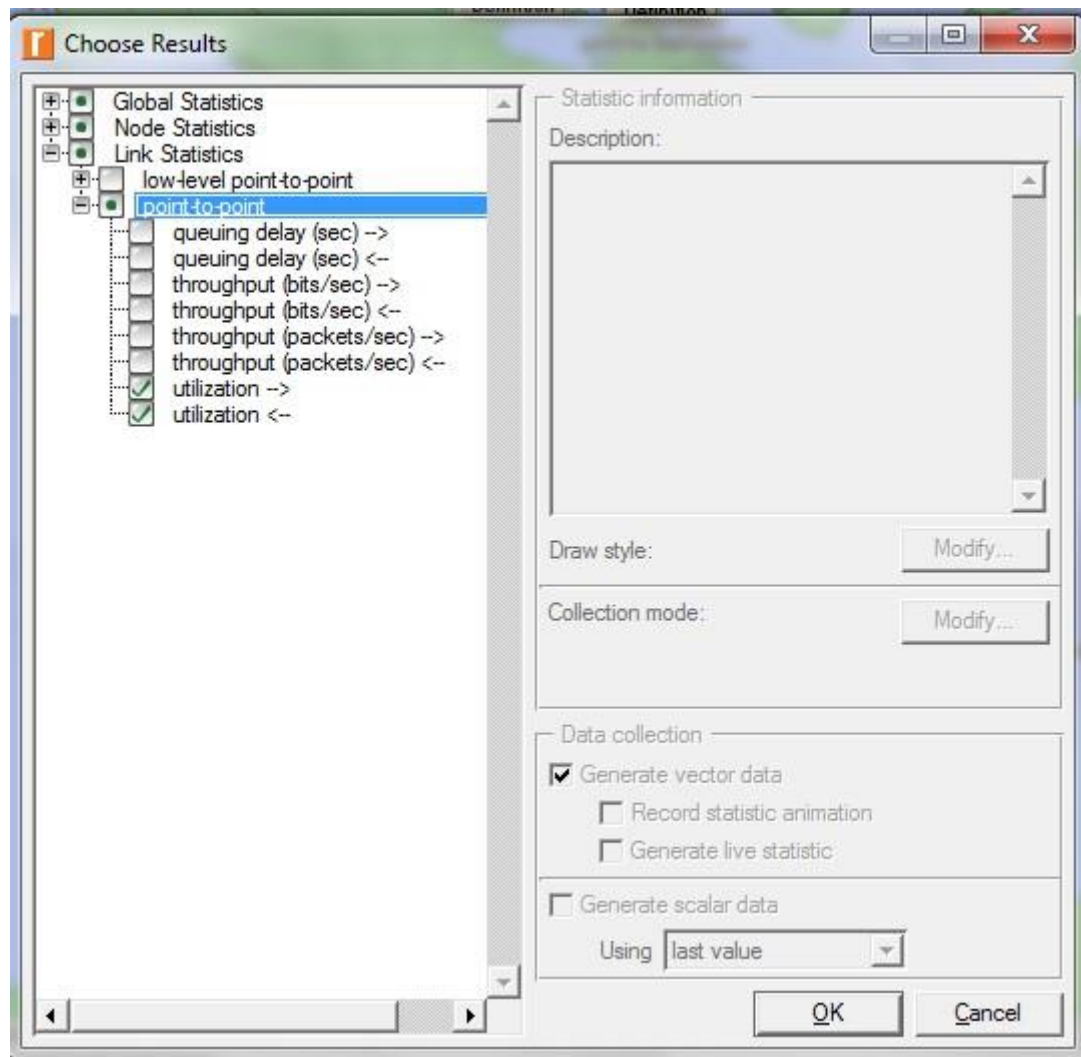 Definition Definition
Choose Results
Global Statistics
Node Statistics
Link Statistics
low-level point-to-point
point-to-point
queuing delay (sec) -->
queuing delay (sec) <--
throughput (bits/sec) -->
throughput (bits/sec) <--
throughput (packets/sec) -->
throughput (packets/sec) <--
utilization -->
utilization <--
Statistic information
Description:
Draw style:
Modify...
Collection mode:
Modify...
Data collection
Generate vector data
Record statistic animation
Generate live statistic
Generate scalar data
Using last value
OK Cancel